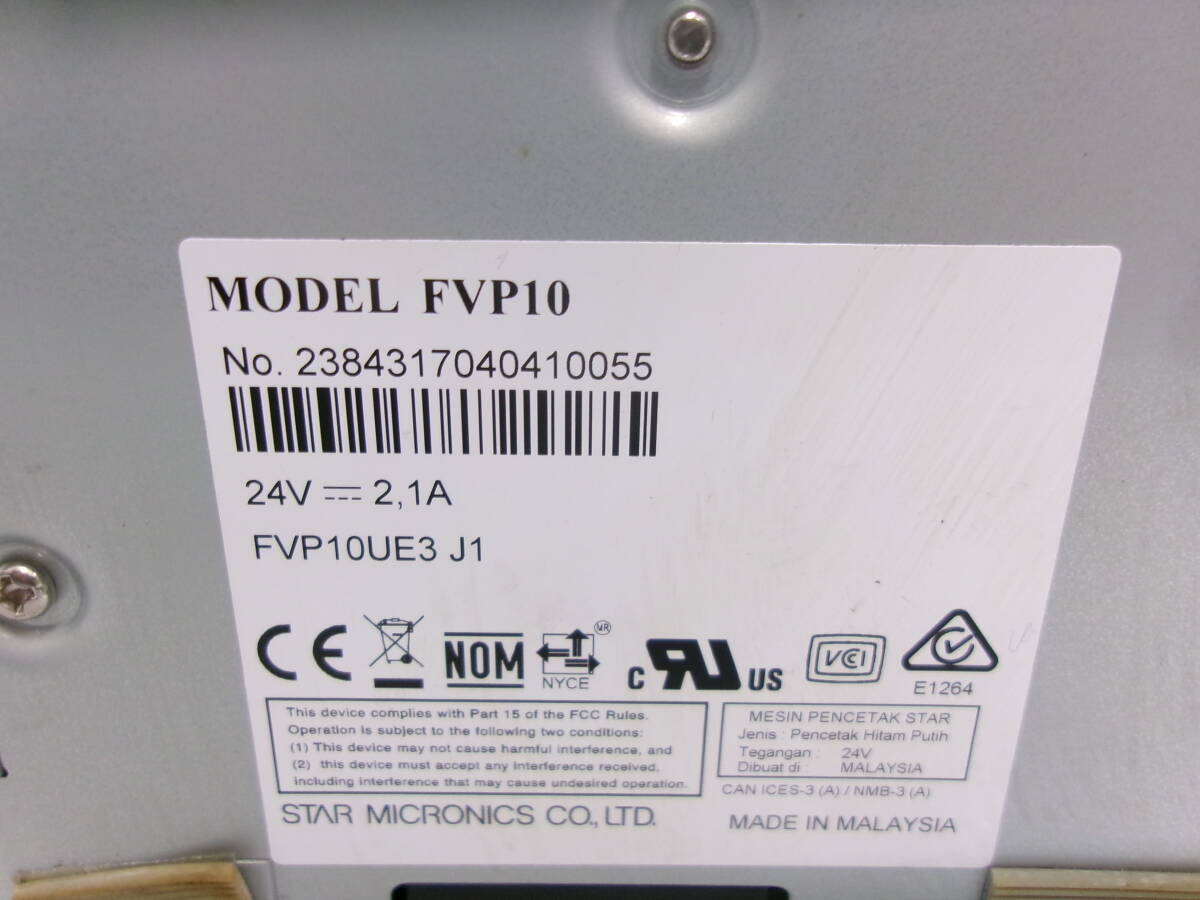 MODEL FVP10
No. 2384317040410055
24V ⎓ 2,1A
FVP10UE3 J1
CE
NOM
UR
NYCE
C RU US
VCCI
E1264
This device complies with Part 15 of the FCC Rules.
Operation is subject to the following two conditions:
(1) This device may not cause harmful interference, and
(2) this device must accept any interference received,
including interference that may cause undesired operation.
STAR MICRONICS CO., LTD.
MESIN PENCETAK STAR
Jenis : Pencetak Hitam Putih
Tegangan : 24V
Dibuat di : MALAYSIA
CAN ICES-3 (A) / NMB-3 (A)
MADE IN MALAYSIA